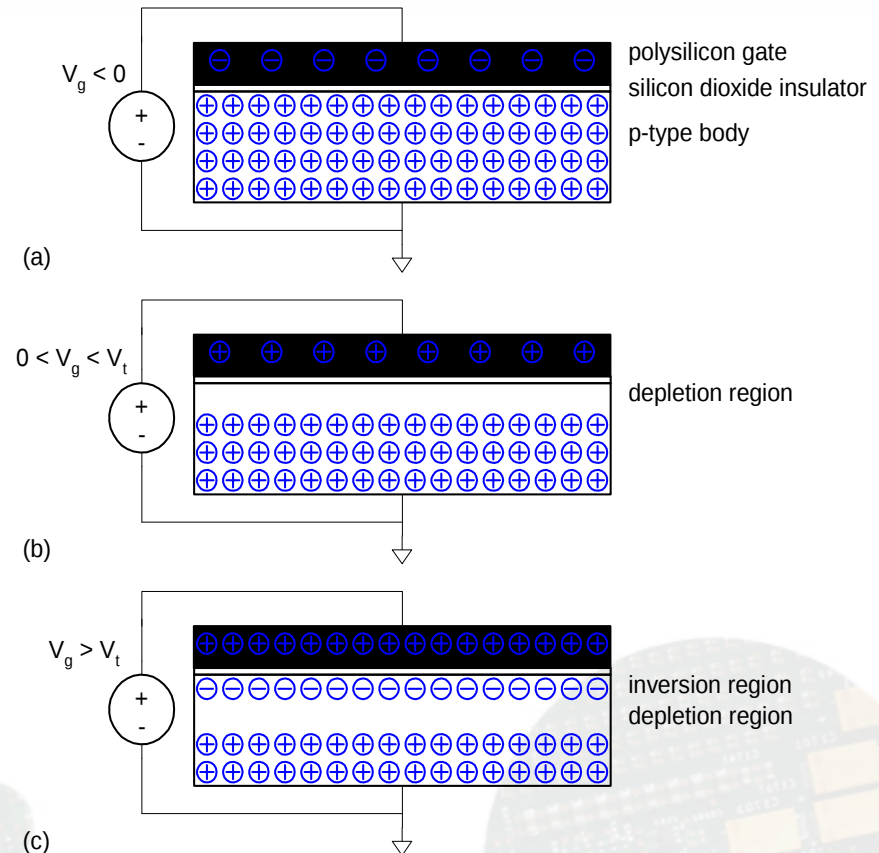 polysilicon gate
V_g < 0
silicon dioxide insulator
+
p-type body
-
(a)
0 < V_g < V_t
+
depletion region
-
(b)
V_g > V_t
+
inversion region
-
depletion region
(c)